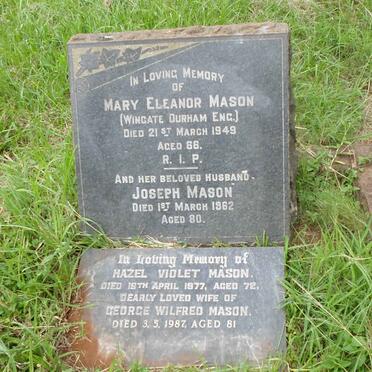 In Loving Memory
of
Mary Eleanor Mason
(Wingate Durham Eng.)
Died 21st March 1949
Aged 66.
R. I. P.
And her beloved husband
Joseph Mason
Died 1st March 1962
Aged 80.
In Loving Memory of
HAZEL VIOLET MASON.
DIED 19TH APRIL 1977, AGED 72,
DEARLY LOVED WIFE OF
GEORGE WILFRED MASON.
DIED 3.5.1987, AGED 81